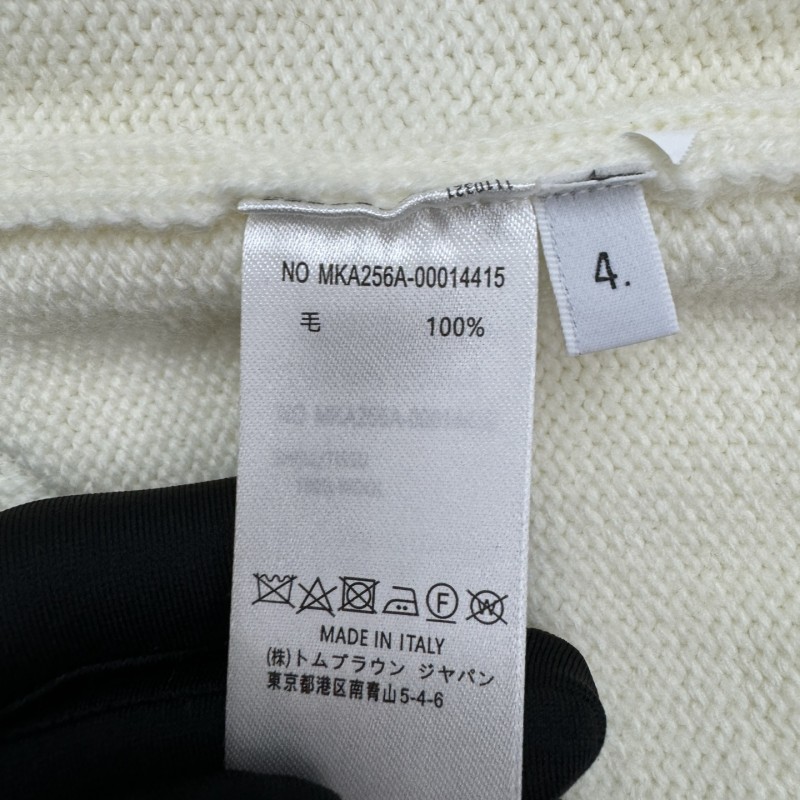 1110321
4.
NO MKA256A-00014415
毛 100%
MADE IN ITALY
(株)トムブラウン ジャパン
東京都港区南青山5-4-6